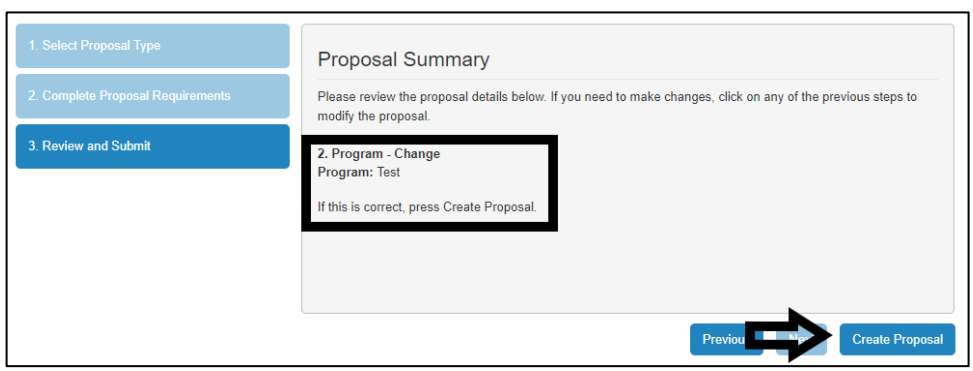 1. Select Proposal Type
2. Complete Proposal Requirements
3. Review and Submit
Proposal Summary
Please review the proposal details below. If you need to make changes, click on any of the previous steps to
modify the proposal.
2. Program - Change
Program: Test
If this is correct, press Create Proposal.
Create Proposal